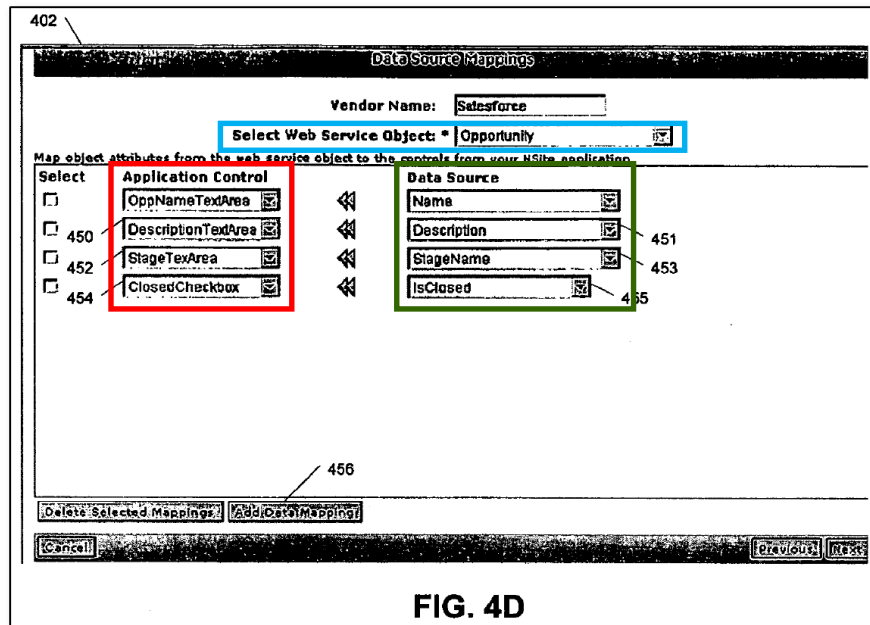 402
Data Source Mappings
Vendor Name: Salesforce
Select Web Service Object: * Opportunity
Map object attributes from the web service object to the controls from your NSite application
Select Application Control Data Source
OppNameTextArea Name
450 DescriptionTextArea Description 451
452 StageTexArea StageName 453
454 ClosedCheckbox IsClosed 455
456
Delete Selected Mappings Add Data Mapping
Cancel Previous Next
FIG. 4D